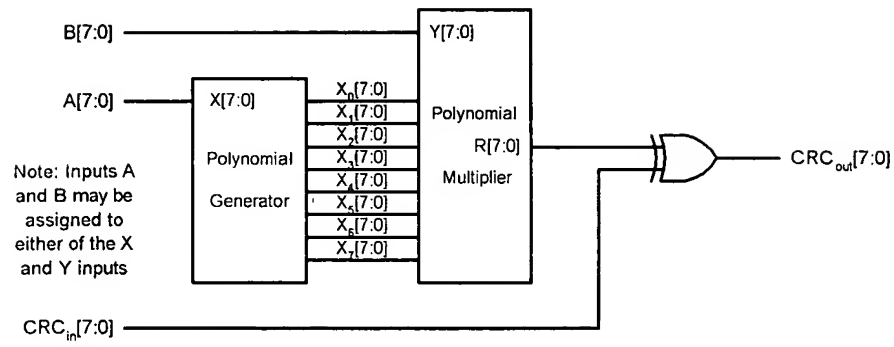 B[7:0]
Y[7:0]
A[7:0]
X[7:0]
X₀[7:0]
X₁[7:0]
X₂[7:0]
X₃[7:0]
X₄[7:0]
X₅[7:0]
X₆[7:0]
X₇[7:0]
Polynomial
Generator
Polynomial
R[7:0]
Multiplier
CRCout[7:0]
Note: Inputs A
and B may be
assigned to
either of the X
and Y inputs
CRCin[7:0]